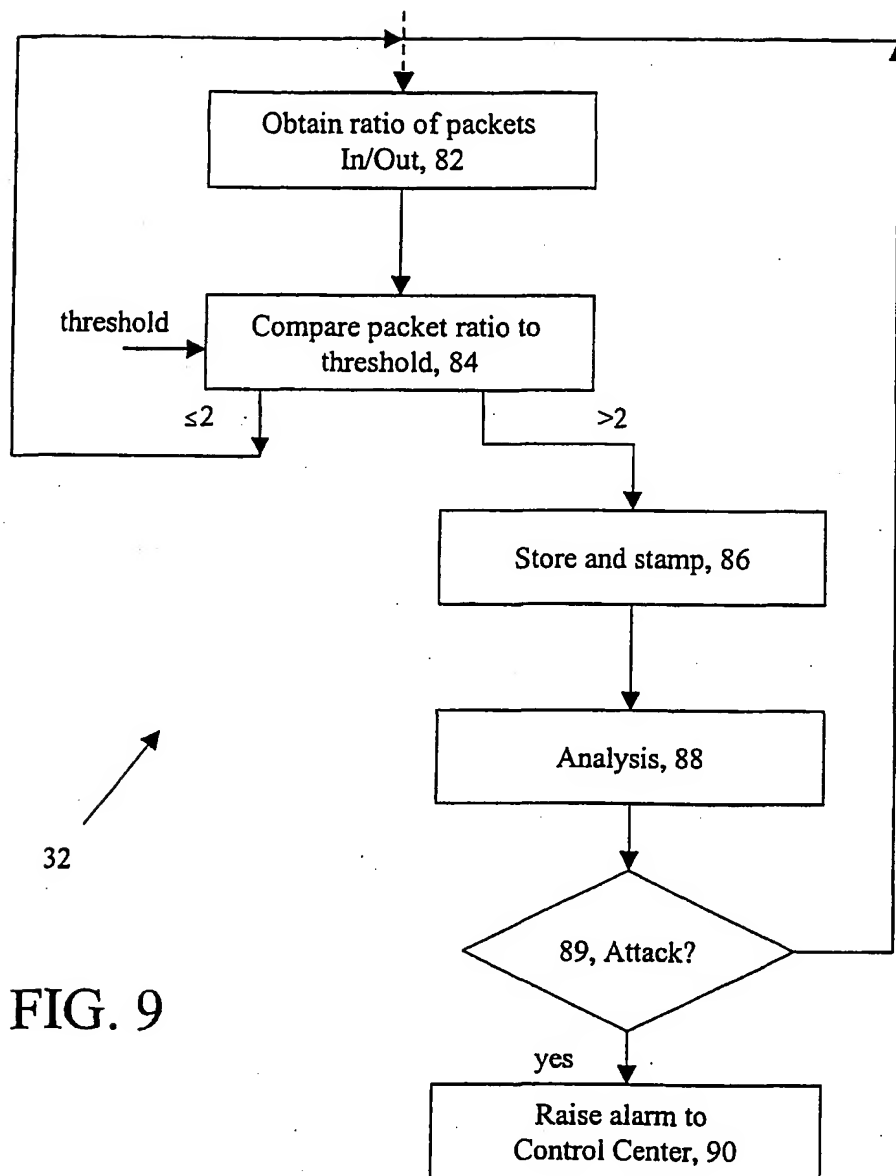 Obtain ratio of packets
In/Out, 82
threshold
Compare packet ratio to
threshold, 84
≤2
>2
Store and stamp, 86
Analysis, 88
32
89, Attack?
FIG. 9
yes
Raise alarm to
Control Center, 90